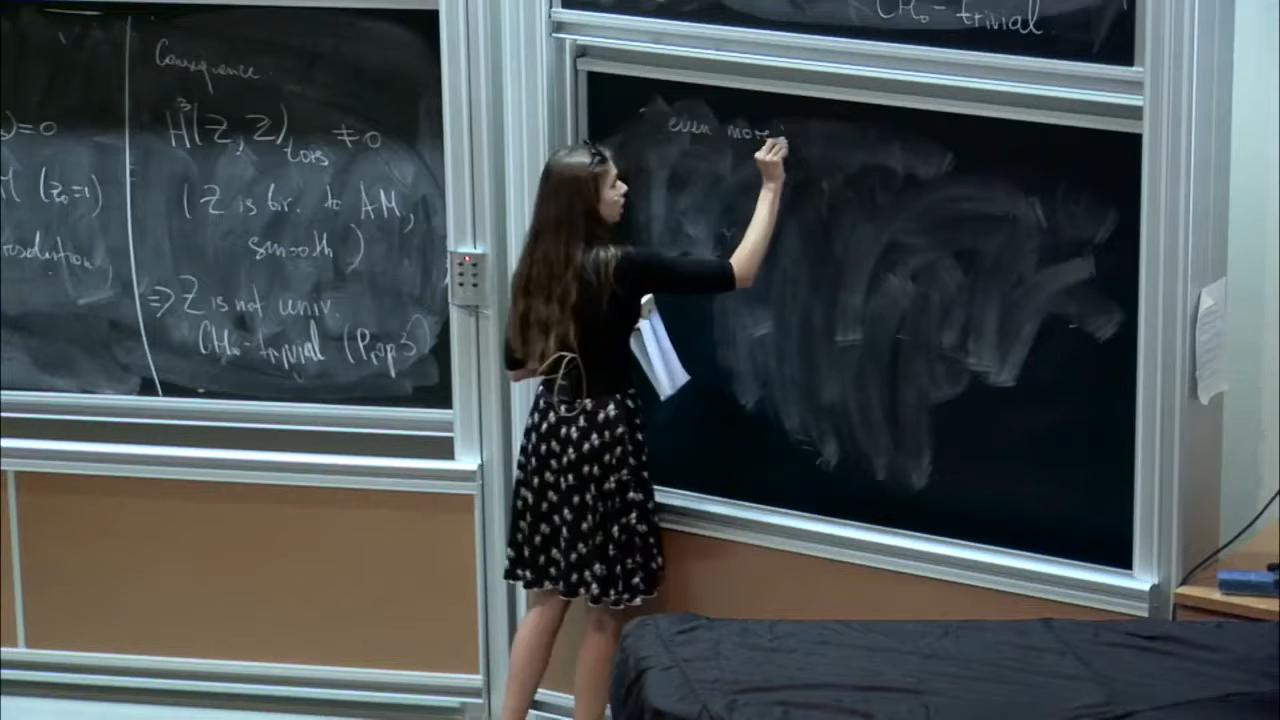 )=0
(z₀=1)
resolution,
Consequence.
H³(Z, Z)tors ≠ 0
(Z is bir. to AM,
smooth)
⇒ Z is not univ.
CH₀-trivial (Prop 3)
CH₀-trivial.
even more